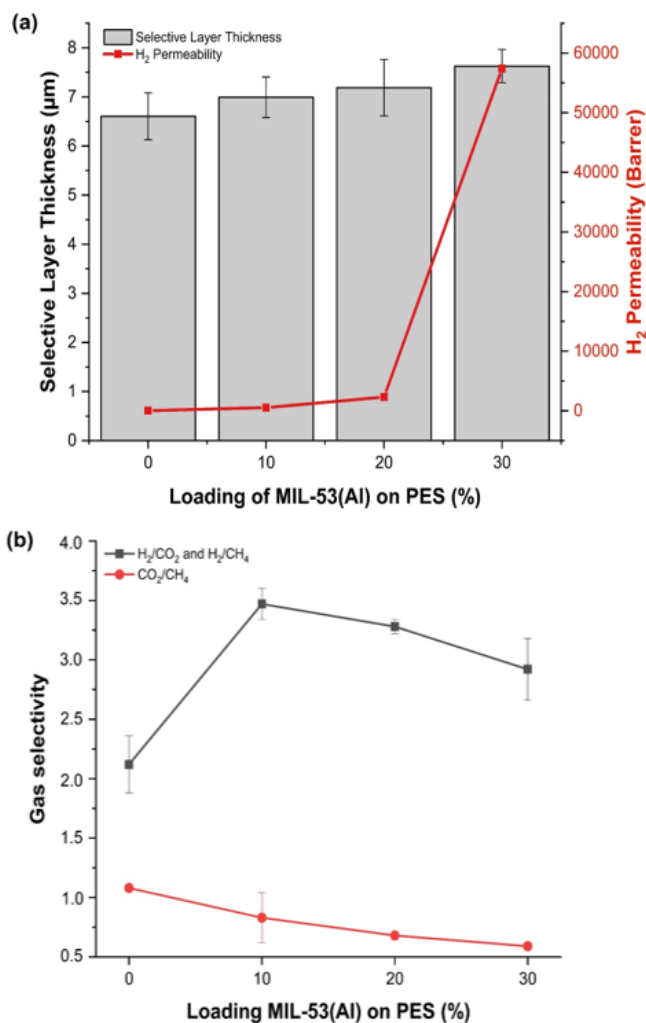 (a)
Selective Layer Thickness
H₂ Permeability
Selective Layer Thickness (μm)
8
7
6
5
4
3
2
1
0
H₂ Permeability (Barrer)
60000
50000
40000
30000
20000
10000
0
0 10 20 30
Loading of MIL-53(Al) on PES (%)
(b)
H₂/CO₂ and H₂/CH₄
CO₂/CH₄
Gas selectivity
4.0
3.5
3.0
2.5
2.0
1.5
1.0
0.5
0 10 20 30
Loading MIL-53(Al) on PES (%)